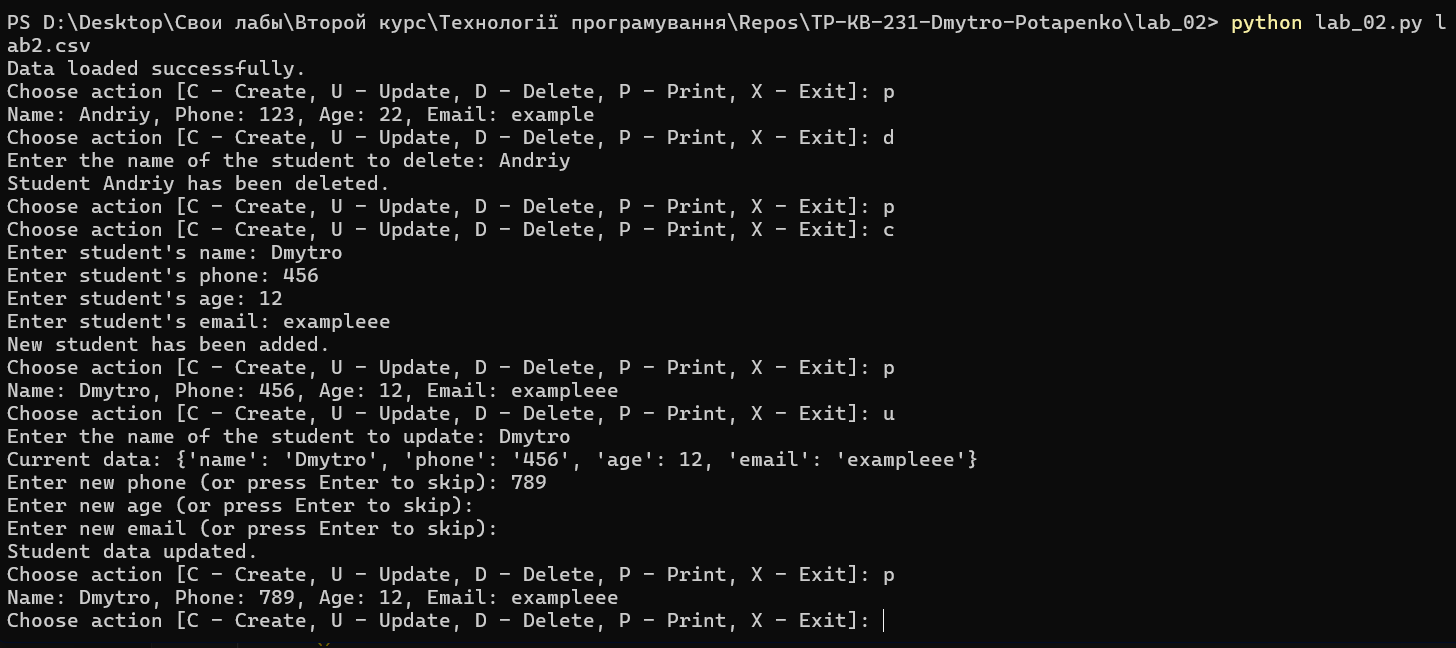 PS D:\Desktop\Свои лабы\Второй курс\Технології програмування\Repos\TP-KB-231-Dmytro-Potapenko\lab_02> python lab_02.py l
ab2.csv
Data loaded successfully.
Choose action [C - Create, U - Update, D - Delete, P - Print, X - Exit]: p
Name: Andriy, Phone: 123, Age: 22, Email: example
Choose action [C - Create, U - Update, D - Delete, P - Print, X - Exit]: d
Enter the name of the student to delete: Andriy
Student Andriy has been deleted.
Choose action [C - Create, U - Update, D - Delete, P - Print, X - Exit]: p
Choose action [C - Create, U - Update, D - Delete, P - Print, X - Exit]: c
Enter student's name: Dmytro
Enter student's phone: 456
Enter student's age: 12
Enter student's email: exampleee
New student has been added.
Choose action [C - Create, U - Update, D - Delete, P - Print, X - Exit]: p
Name: Dmytro, Phone: 456, Age: 12, Email: exampleee
Choose action [C - Create, U - Update, D - Delete, P - Print, X - Exit]: u
Enter the name of the student to update: Dmytro
Current data: {'name': 'Dmytro', 'phone': '456', 'age': 12, 'email': 'exampleee'}
Enter new phone (or press Enter to skip): 789
Enter new age (or press Enter to skip):
Enter new email (or press Enter to skip):
Student data updated.
Choose action [C - Create, U - Update, D - Delete, P - Print, X - Exit]: p
Name: Dmytro, Phone: 789, Age: 12, Email: exampleee
Choose action [C - Create, U - Update, D - Delete, P - Print, X - Exit]: